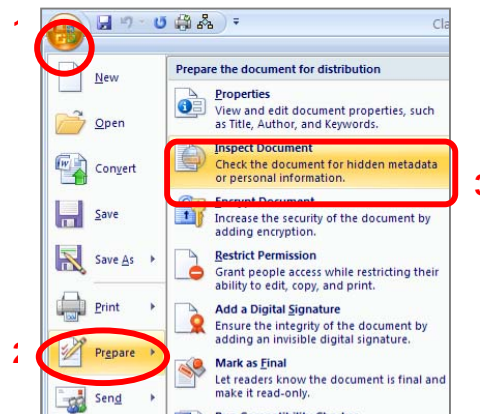 Cla
New
Open
Convert
Save
Save As
Print
Prepare
Send
Prepare the document for distribution
Properties
View and edit document properties, such
as Title, Author, and Keywords.
Inspect Document
Check the document for hidden metadata
or personal information.
Encrypt Document
Increase the security of the document by
adding encryption.
Restrict Permission
Grant people access while restricting their
ability to edit, copy, and print.
Add a Digital Signature
Ensure the integrity of the document by
adding an invisible digital signature.
Mark as Final
Let readers know the document is final and
make it read-only.